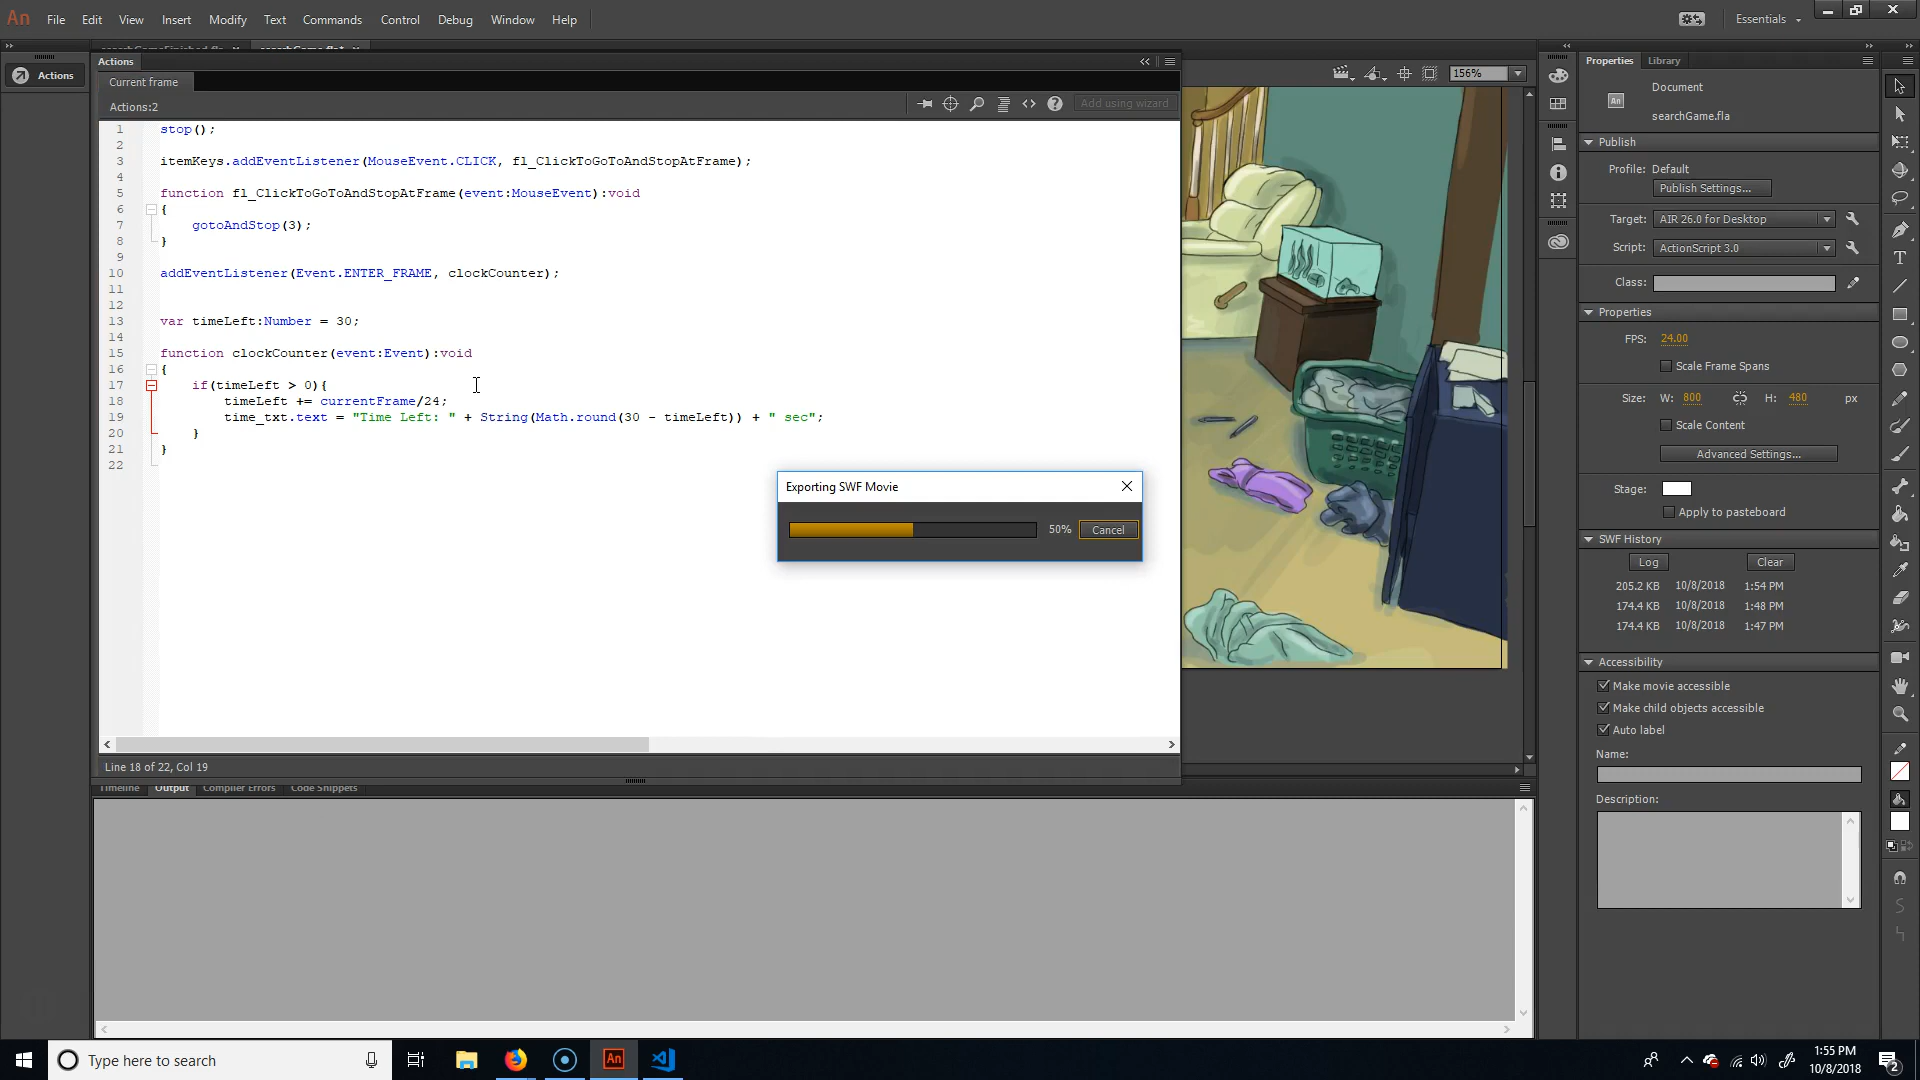 An File Edit View Insert Modify Text Commands Control Debug Window Help Essentials
searchGameFinished.fla × searchGame.fla* ×
Actions
Actions
Current frame
Actions:2 Add using wizard
156%
1 stop();
2
3 itemKeys.addEventListener(MouseEvent.CLICK, fl_ClickToGoToAndStopAtFrame);
4
5 function fl_ClickToGoToAndStopAtFrame(event:MouseEvent):void
6 {
7 gotoAndStop(3);
8 }
9
10 addEventListener(Event.ENTER_FRAME, clockCounter);
11
12
13 var timeLeft:Number = 30;
14
15 function clockCounter(event:Event):void
16 {
17 if(timeLeft > 0){
18 timeLeft += currentFrame/24;
19 time_txt.text = "Time Left: " + String(Math.round(30 - timeLeft)) + " sec";
20 }
21 }
22
Exporting SWF Movie
50% Cancel
Line 18 of 22, Col 19
Timeline Output Compiler Errors Code Snippets
Properties Library
An Document
searchGame.fla
Publish
Profile: Default
Publish Settings...
Target: AIR 26.0 for Desktop
Script: ActionScript 3.0
Class:
Properties
FPS: 24.00
Scale Frame Spans
Size: W: 800 H: 480 px
Scale Content
Advanced Settings...
Stage:
Apply to pasteboard
SWF History
Log Clear
205.2 KB 10/8/2018 1:54 PM
174.4 KB 10/8/2018 1:48 PM
174.4 KB 10/8/2018 1:47 PM
Accessibility
Make movie accessible
Make child objects accessible
Auto label
Name:
Description:
Type here to search
An
1:55 PM
10/8/2018
2